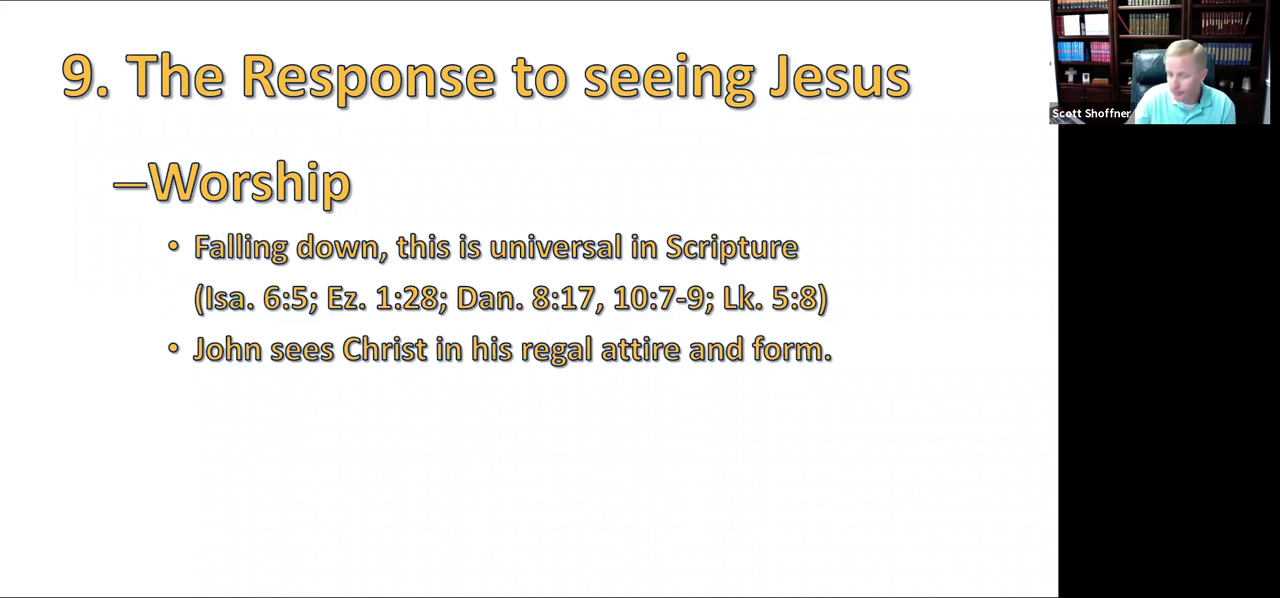 9. The Response to seeing Jesus
–Worship
• Falling down, this is universal in Scripture
(Isa. 6:5; Ez. 1:28; Dan. 8:17, 10:7-9; Lk. 5:8)
• John sees Christ in his regal attire and form.
Scott Shoffner